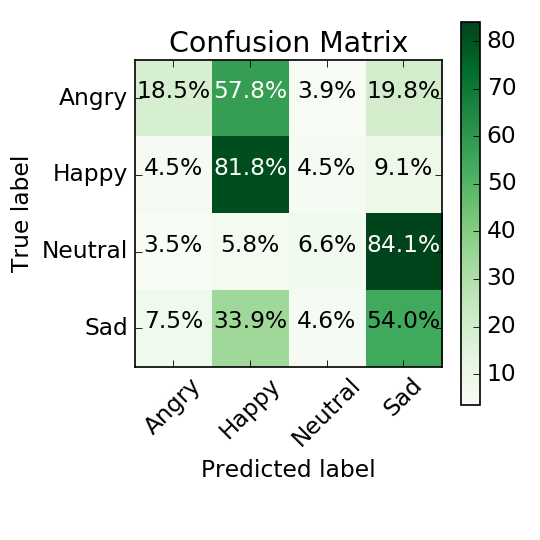 Confusion Matrix
True label
Angry 18.5% 57.8% 3.9% 19.8%
Happy 4.5% 81.8% 4.5% 9.1%
Neutral 3.5% 5.8% 6.6% 84.1%
Sad 7.5% 33.9% 4.6% 54.0%
Angry Happy Neutral Sad
Predicted label
80
70
60
50
40
30
20
10